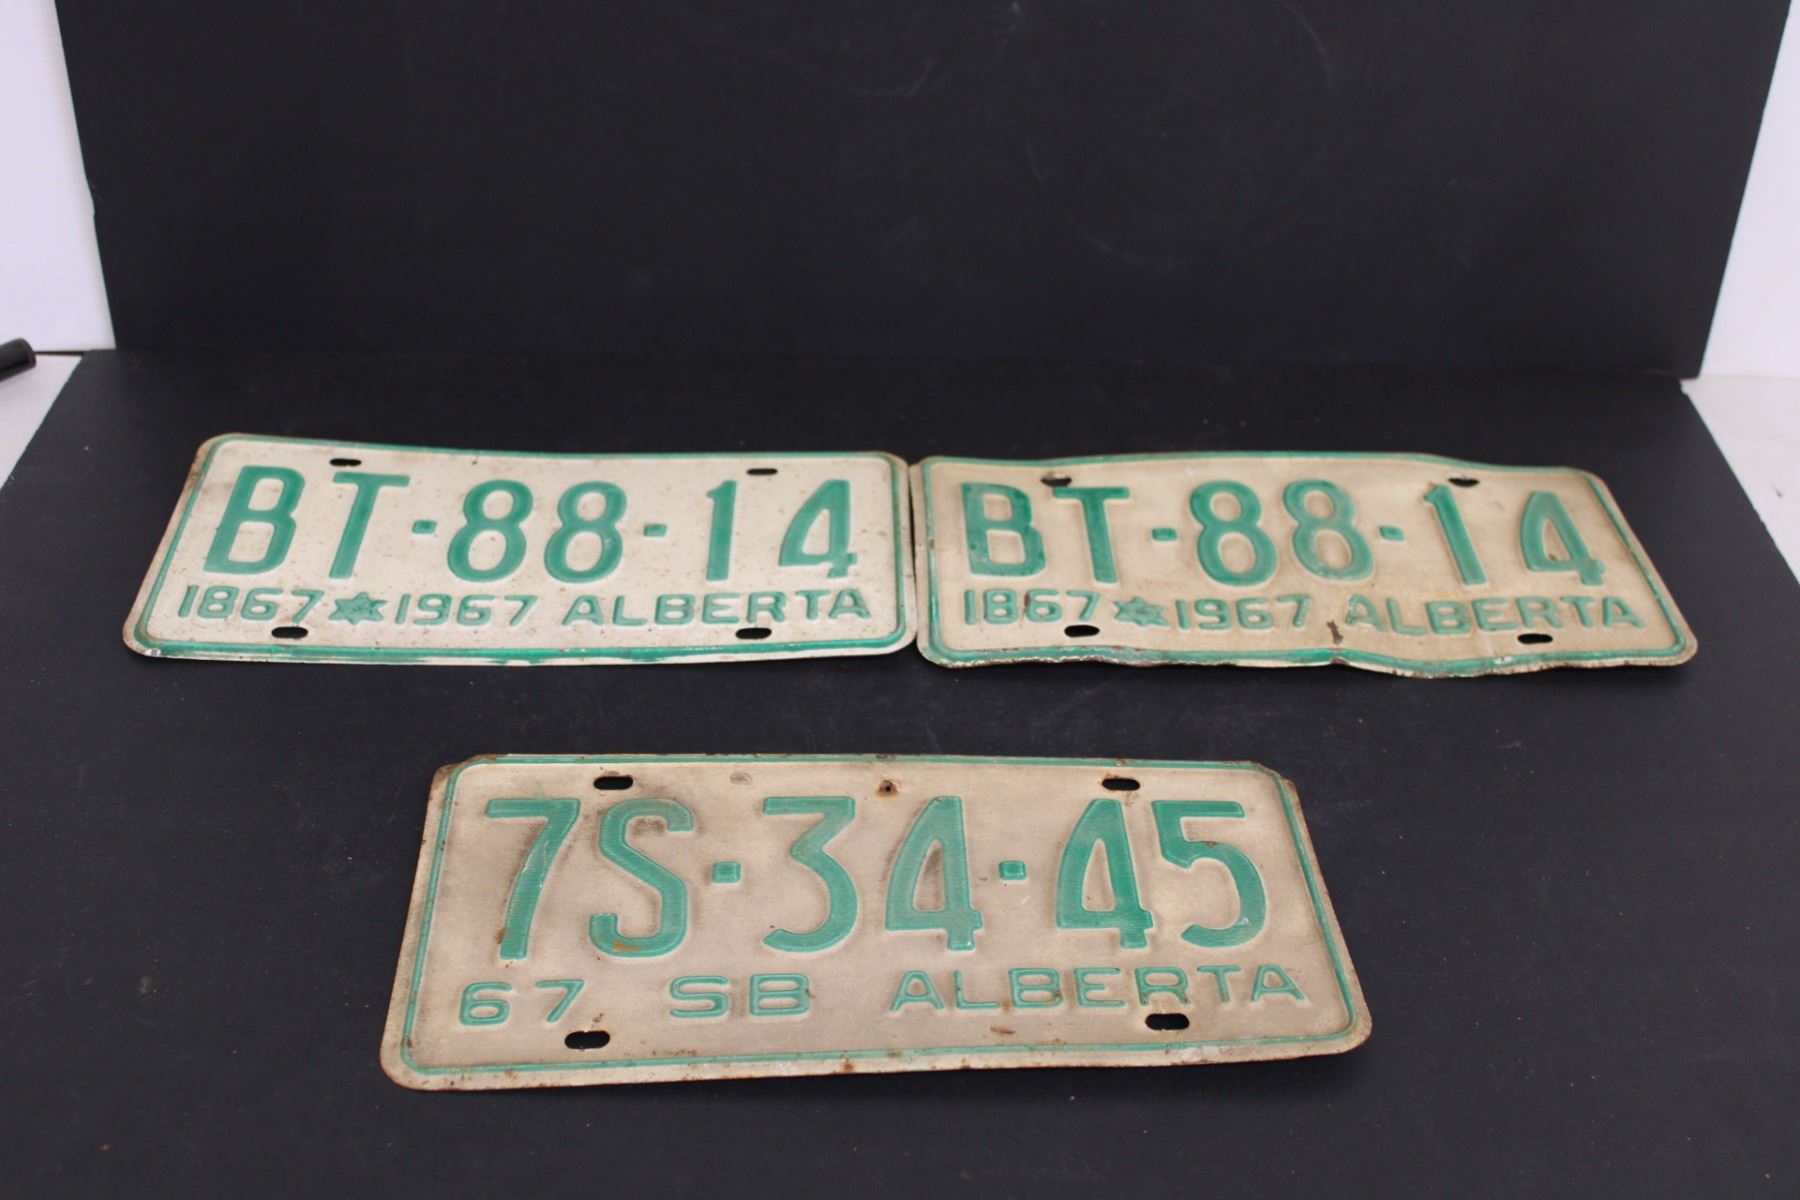 BT·88·14
1867 1967 ALBERTA
BT·88·14
1867 1967 ALBERTA
7S·34·45
67 SB ALBERTA